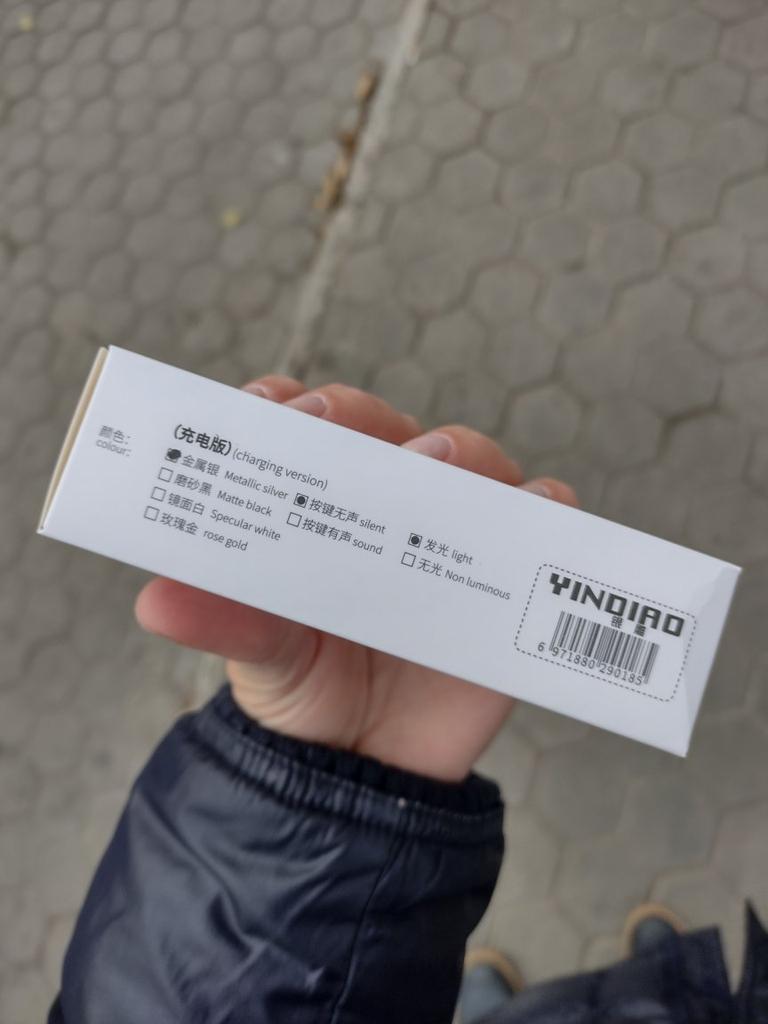 颜色:
colour:
(充电版) (charging version)
金属银 Metallic silver
磨砂黑 Matte black
镜面白 Specular white
玫瑰金 rose gold
按键无声 silent
按键有声 sound
发光 light
无光 Non luminous
YINDIAO
银雕
6 971880 290185